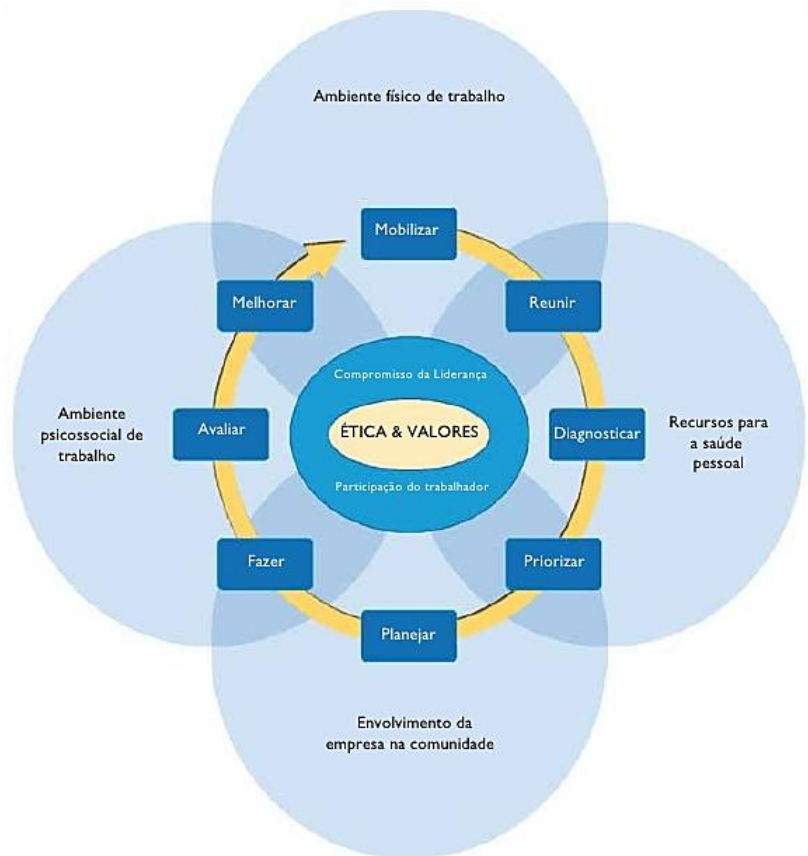 Ambiente físico de trabalho
Mobilizar
Melhorar
Reunir
Compromisso da Liderança
Ambiente
psicossocial de
trabalho
Avaliar
ÉTICA & VALORES
Diagnosticar
Recursos para
a saúde
pessoal
Participação do trabalhador
Fazer
Priorizar
Planejar
Envolvimento da
empresa na comunidade